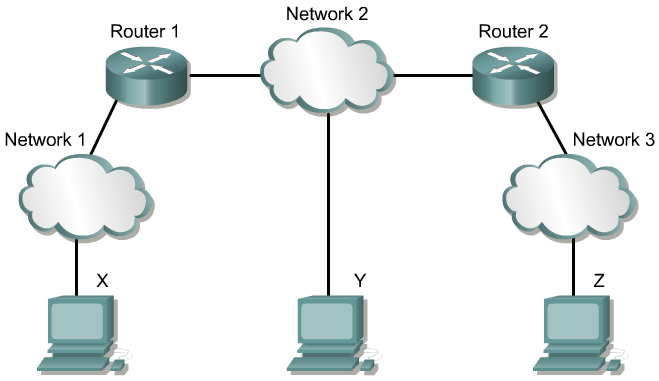 Network 2
Router 1
Router 2
Network 1
Network 3
X
Y
Z